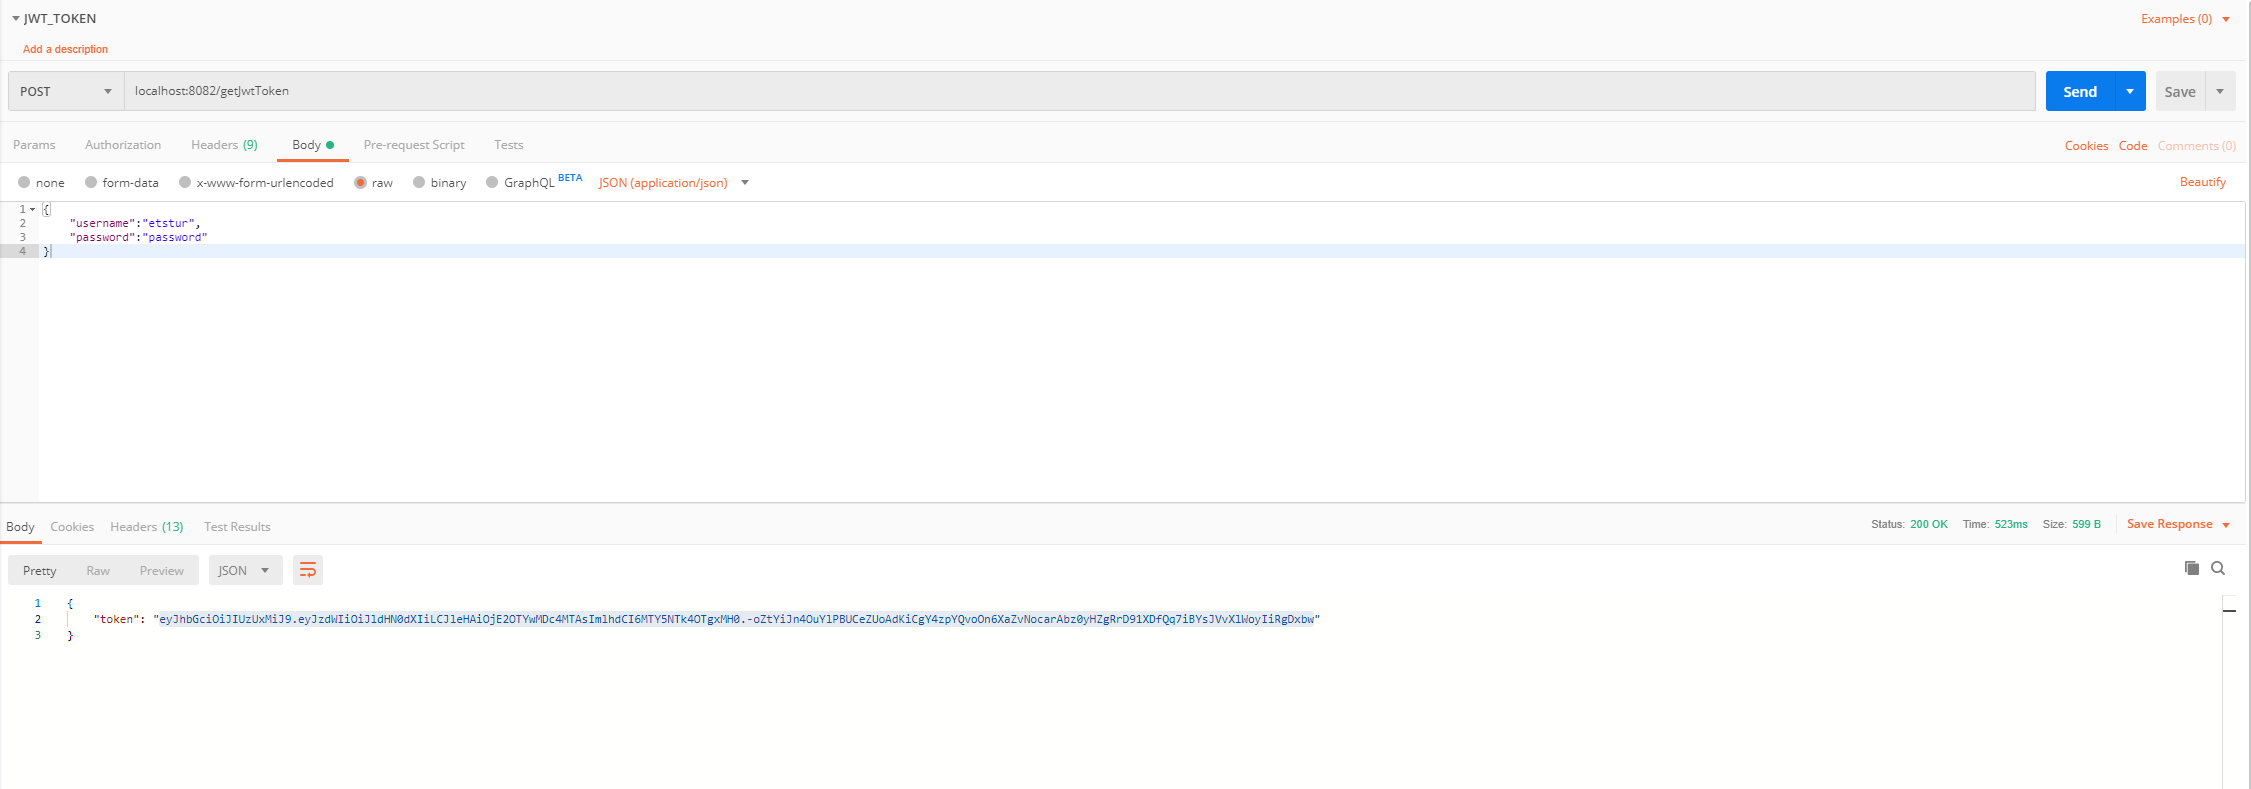 JWT_TOKEN
Examples (0)
Add a description
POST
localhost:8082/getJwtToken
Send
Save
Params Authorization Headers (9) Body Pre-request Script Tests
Cookies Code Comments (0)
none form-data x-www-form-urlencoded raw binary GraphQL BETA JSON (application/json)
Beautify
1 {
2 "username":"etstur",
3 "password":"password"
4 }
Body Cookies Headers (13) Test Results
Status: 200 OK Time: 523ms Size: 599 B Save Response
Pretty Raw Preview JSON
1 {
2 "token": "eyJhbGciOiJIUzUxMiJ9.eyJzdWIiOiJldHN0dXIiLCJleHAiOjE2OTYwMDc4MTAsImlhdCI6MTY5NTk4OTgxMH0.-oZtYiJn4OuYlPBUCeZUoAdKiCgY4zpYQvoOn6XaZvNocarAbz0yHZgRrD91XDfQq7iBYsJVvXlWoyIiRgDxbw"
3 }